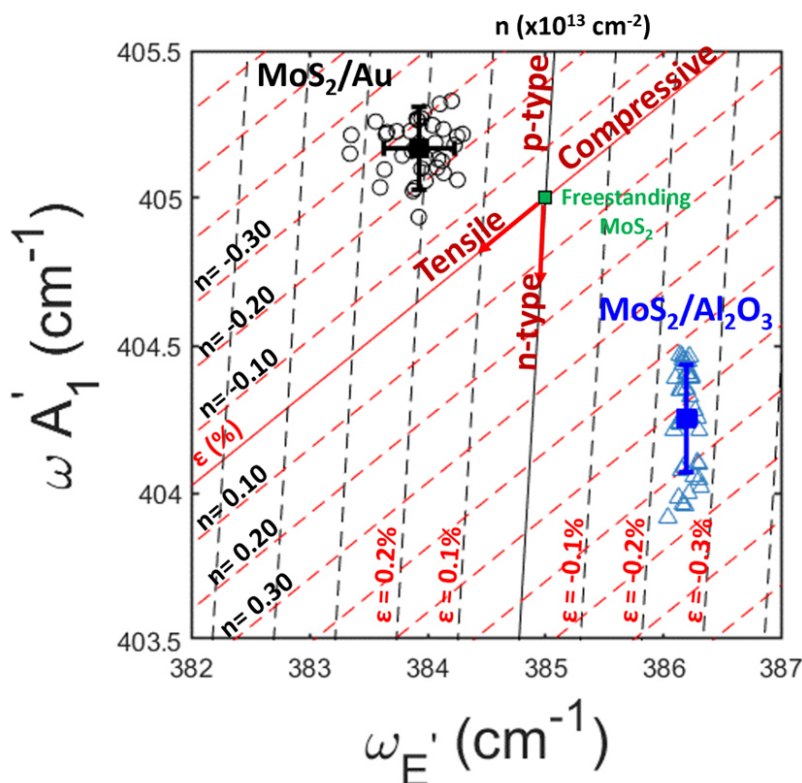 n (x10¹³ cm⁻²)
405.5
MoS₂/Au
p-type
Compressive
405
Freestanding
MoS₂
Tensile
n-type
n= -0.30
n= -0.20
n= -0.10
ε (%)
n= 0.10
n= 0.20
n= 0.30
404.5
MoS₂/Al₂O₃
404
ε = 0.2%
ε = 0.1%
ε = -0.1%
ε = -0.2%
ε = -0.3%
403.5
382 383 384 385 386 387
ω A₁' (cm⁻¹)
ω_E' (cm⁻¹)